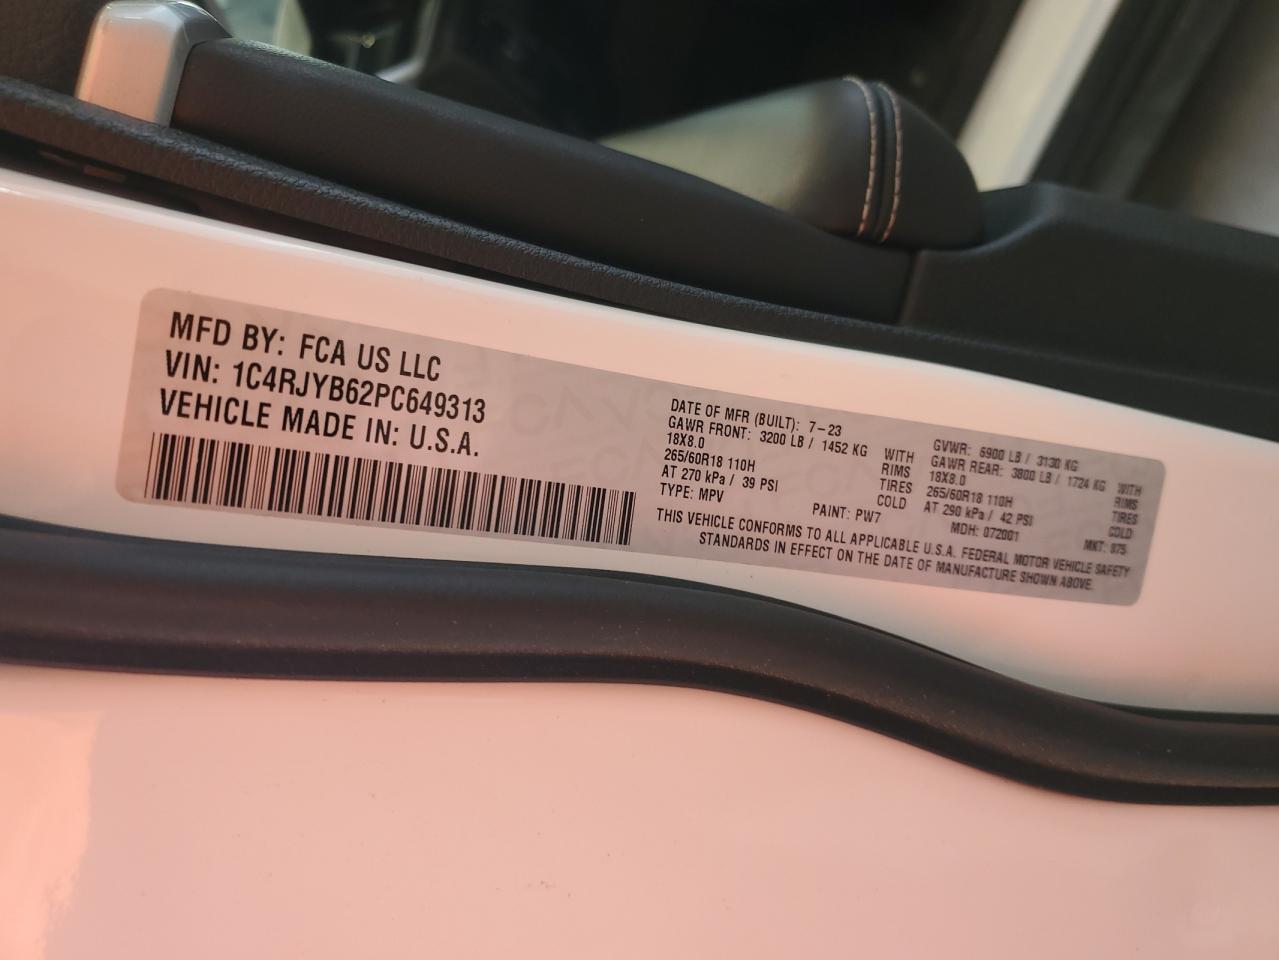 MFD BY: FCA US LLC
VIN: 1C4RJYB62PC649313
VEHICLE MADE IN: U.S.A.
DATE OF MFR (BUILT): 7-23
GAWR FRONT: 3200 LB / 1452 KG WITH
18X8.0 RIMS
265/60R18 110H TIRES
AT 270 kPa / 39 PSI COLD
TYPE: MPV PAINT: PW7
GVWR: 6900 LB / 3130 KG
GAWR REAR: 3800 LB / 1724 KG WITH
18X8.0 RIMS
265/60R18 110H TIRES
AT 290 kPa / 42 PSI COLD
MDH: 072001 MKT: 875
THIS VEHICLE CONFORMS TO ALL APPLICABLE U.S.A. FEDERAL MOTOR VEHICLE SAFETY
STANDARDS IN EFFECT ON THE DATE OF MANUFACTURE SHOWN ABOVE.